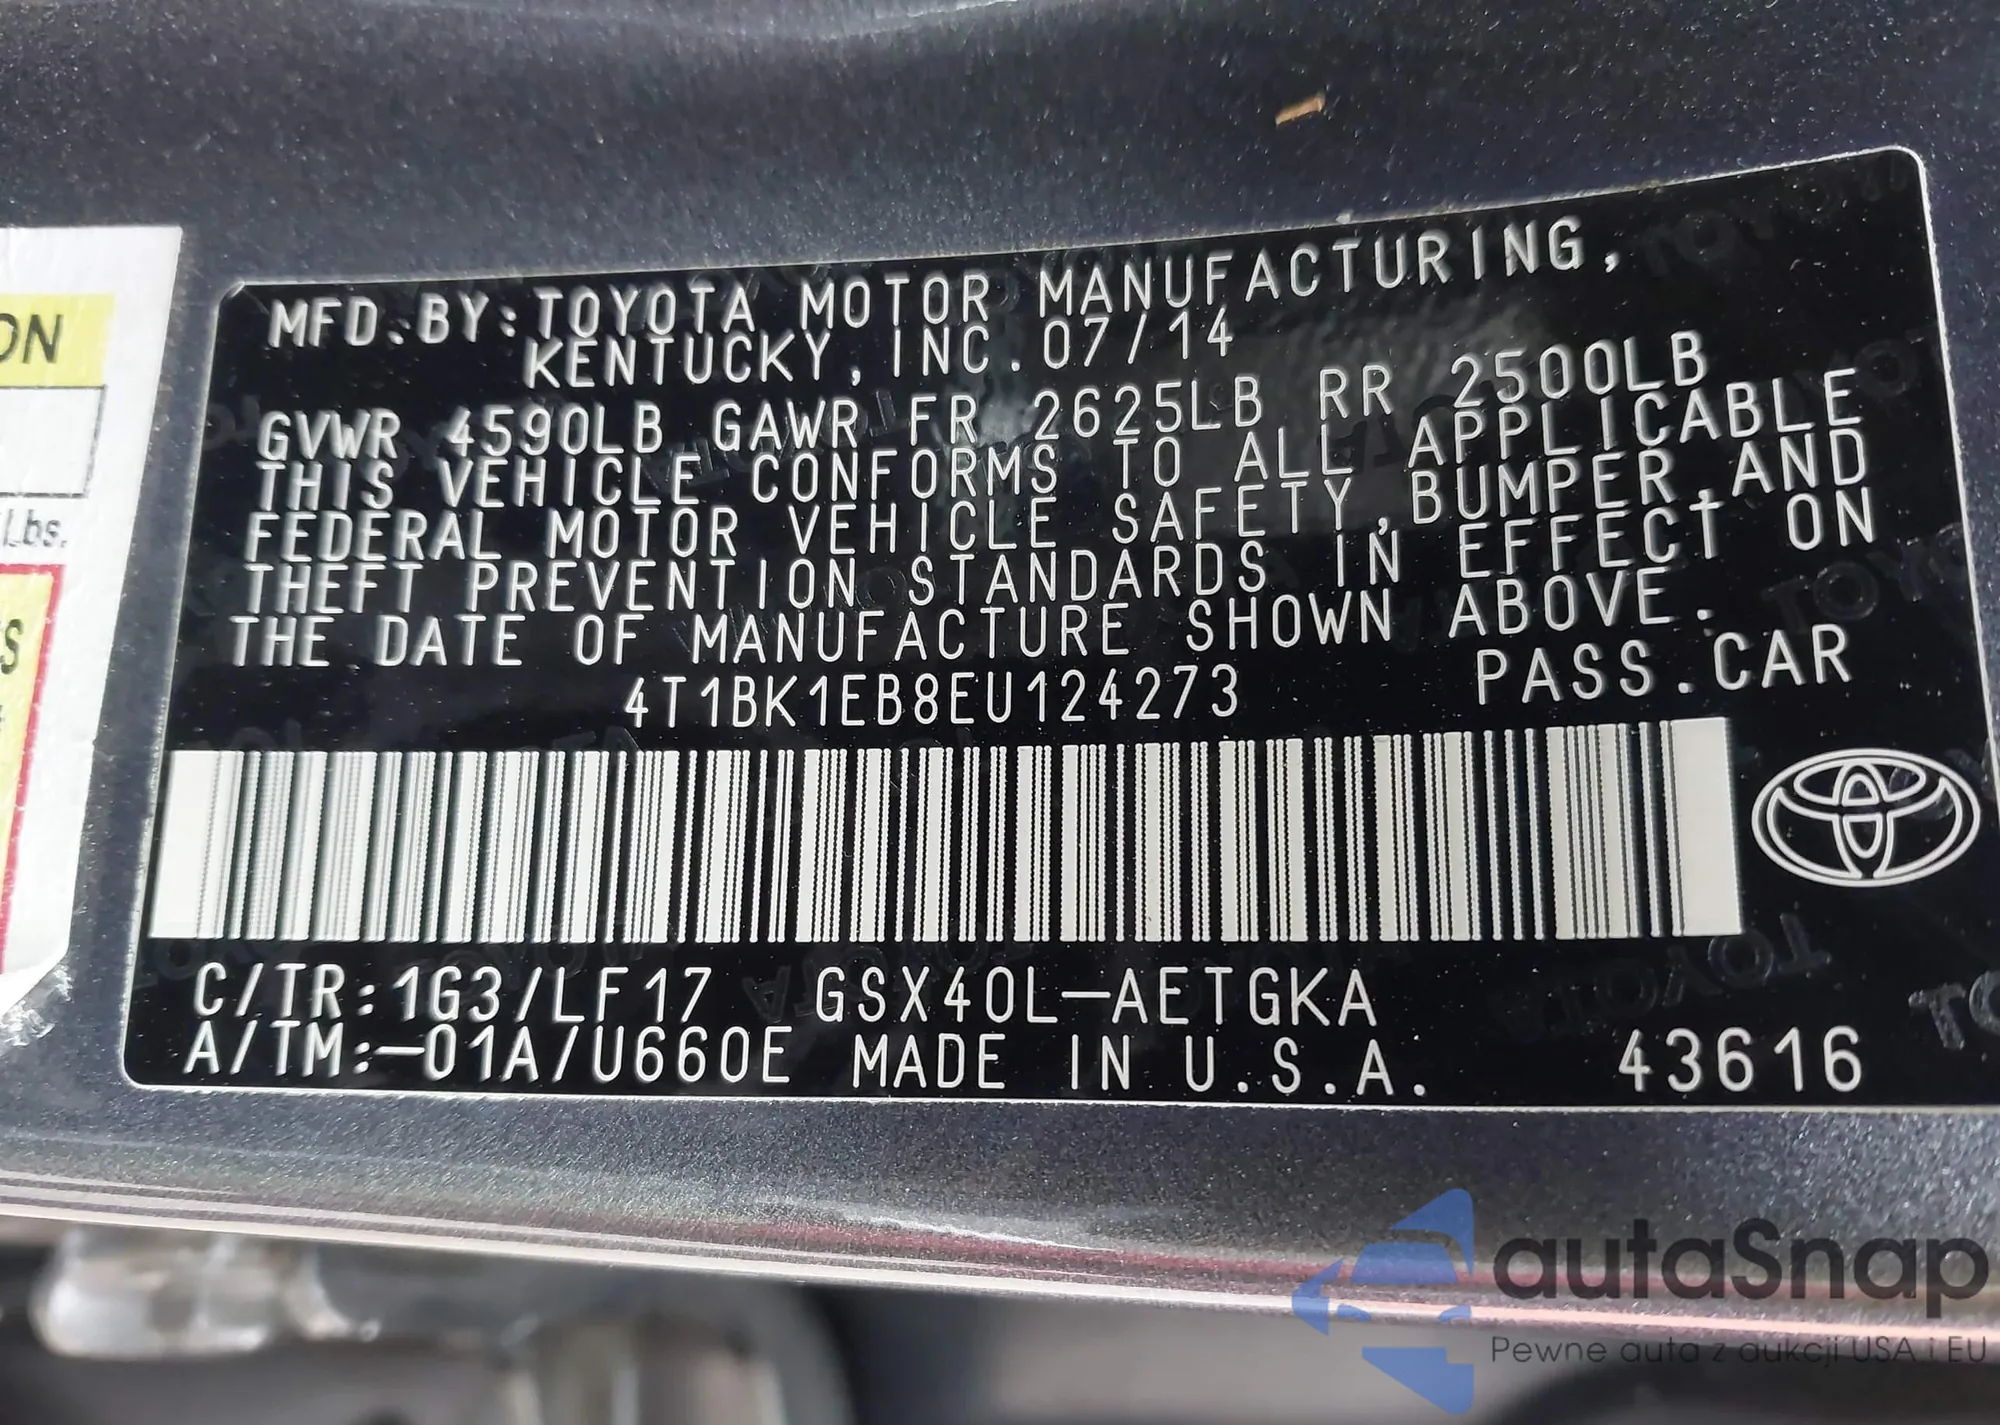 ON
Lbs.
S
MFD.BY:TOYOTA MOTOR MANUFACTURING,
KENTUCKY, INC.07/14
GVWR 4590LB GAWR FR 2625LB RR 2500LB
THIS VEHICLE CONFORMS TO ALL APPLICABLE
FEDERAL MOTOR VEHICLE SAFETY,BUMPER,AND
THEFT PREVENTION STANDARDS IN EFFECT ON
THE DATE OF MANUFACTURE SHOWN ABOVE.
4T1BK1EB8EU124273 PASS.CAR
C/TR:1G3/LF17 GSX40L-AETGKA
A/TM:-01A/U660E MADE IN U.S.A. 43616
autaSnap
Pewne auta z aukcji USA i EU